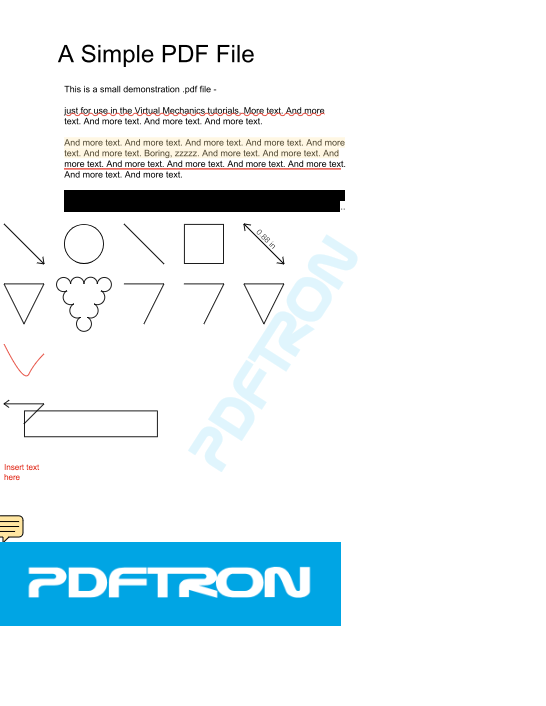 A Simple PDF File
This is a small demonstration .pdf file -
just for use in the Virtual Mechanics tutorials. More text. And more
text. And more text. And more text. And more text.
And more text. And more text. And more text. And more text. And more
text. And more text. Boring, zzzzz. And more text. And more text. And
more text. And more text. And more text. And more text. And more text.
And more text. And more text.
..
0.88 in
PDFTRON
Insert text
here
PDFTRON